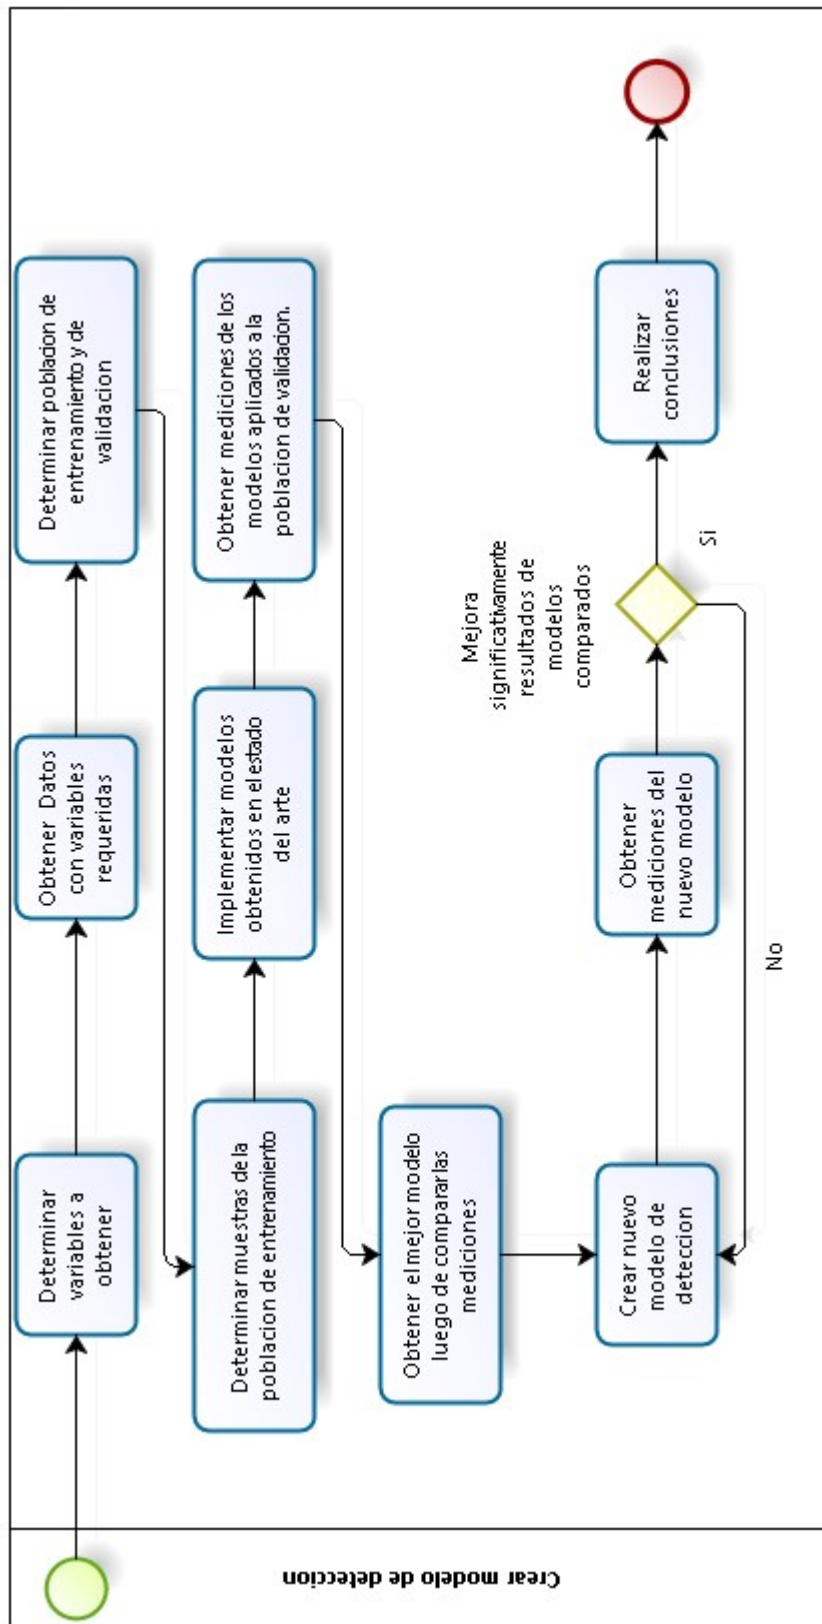 Crear modelo de deteccion
Determinar
variables a
obtener
Obtener Datos
con variables
requeridas
Determinar poblacion de
entrenamiento y de
validacion
Determinar muestras de la
poblacion de entrenamiento
Implementar modelos
obtenidos en el estado
del arte
Obtener mediciones de los
modelos aplicados a la
poblacion de validacion.
Obtener el mejor modelo
luego de comparar las
mediciones
Crear nuevo
modelo de
deteccion
Obtener
mediciones del
nuevo modelo
Mejora
significativamente
resultados de
modelos
comparados
Si
No
Realizar
conclusiones